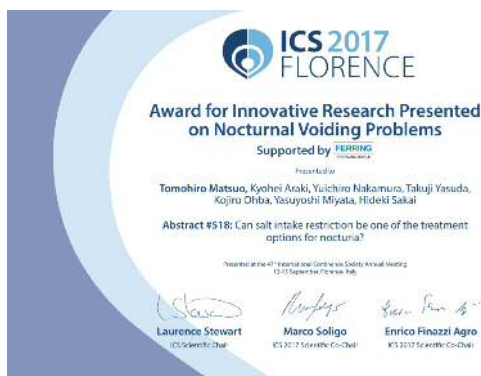 ICS 2017
FLORENCE
Award for Innovative Research Presented
on Nocturnal Voiding Problems
Supported by FERRING
Presented to
Tomohiro Matsuo, Kyohei Araki, Yuichiro Nakamura, Takuji Yasuda,
Kojiro Ohba, Yasuyoshi Miyata, Hideki Sakai
Abstract #518: Can salt intake restriction be one of the treatment
options for nocturia?
Presented at the 47th International Continence Society Annual Meeting
12-15 September, Florence, Italy
Laurence Stewart
Marco Soligo
Enrico Finazzi Agro
ICS Scientific Chair
ICS 2017 Scientific Co-Chair
ICS 2017 Scientific Co-Chair